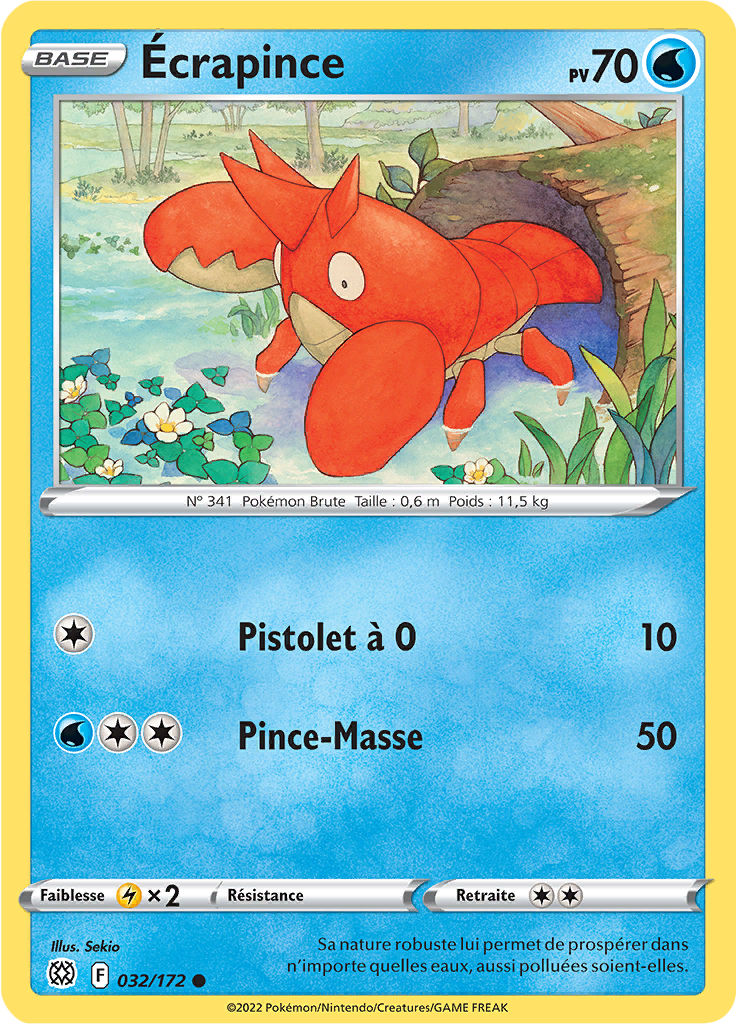 BASE Écrapince PV70
N° 341 Pokémon Brute Taille : 0,6 m Poids : 11,5 kg
Pistolet à O 10
Pince-Masse 50
Faiblesse ×2 Résistance Retraite
Illus. Sekio
Sa nature robuste lui permet de prospérer dans
n'importe quelles eaux, aussi polluées soient-elles.
F 032/172
©2022 Pokémon/Nintendo/Creatures/GAME FREAK